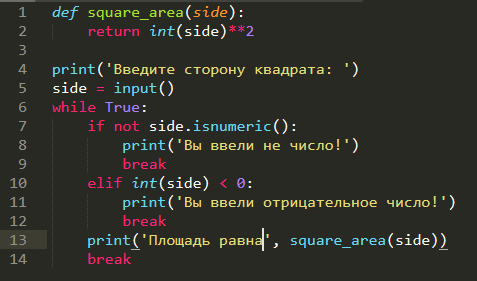 1 def square_area(side):
2     return int(side)**2
3
4 print('Введите сторону квадрата: ')
5 side = input()
6 while True:
7     if not side.isnumeric():
8         print('Вы ввели не число!')
9         break
10     elif int(side) < 0:
11         print('Вы ввели отрицательное число!')
12         break
13     print('Площадь равна', square_area(side))
14     break